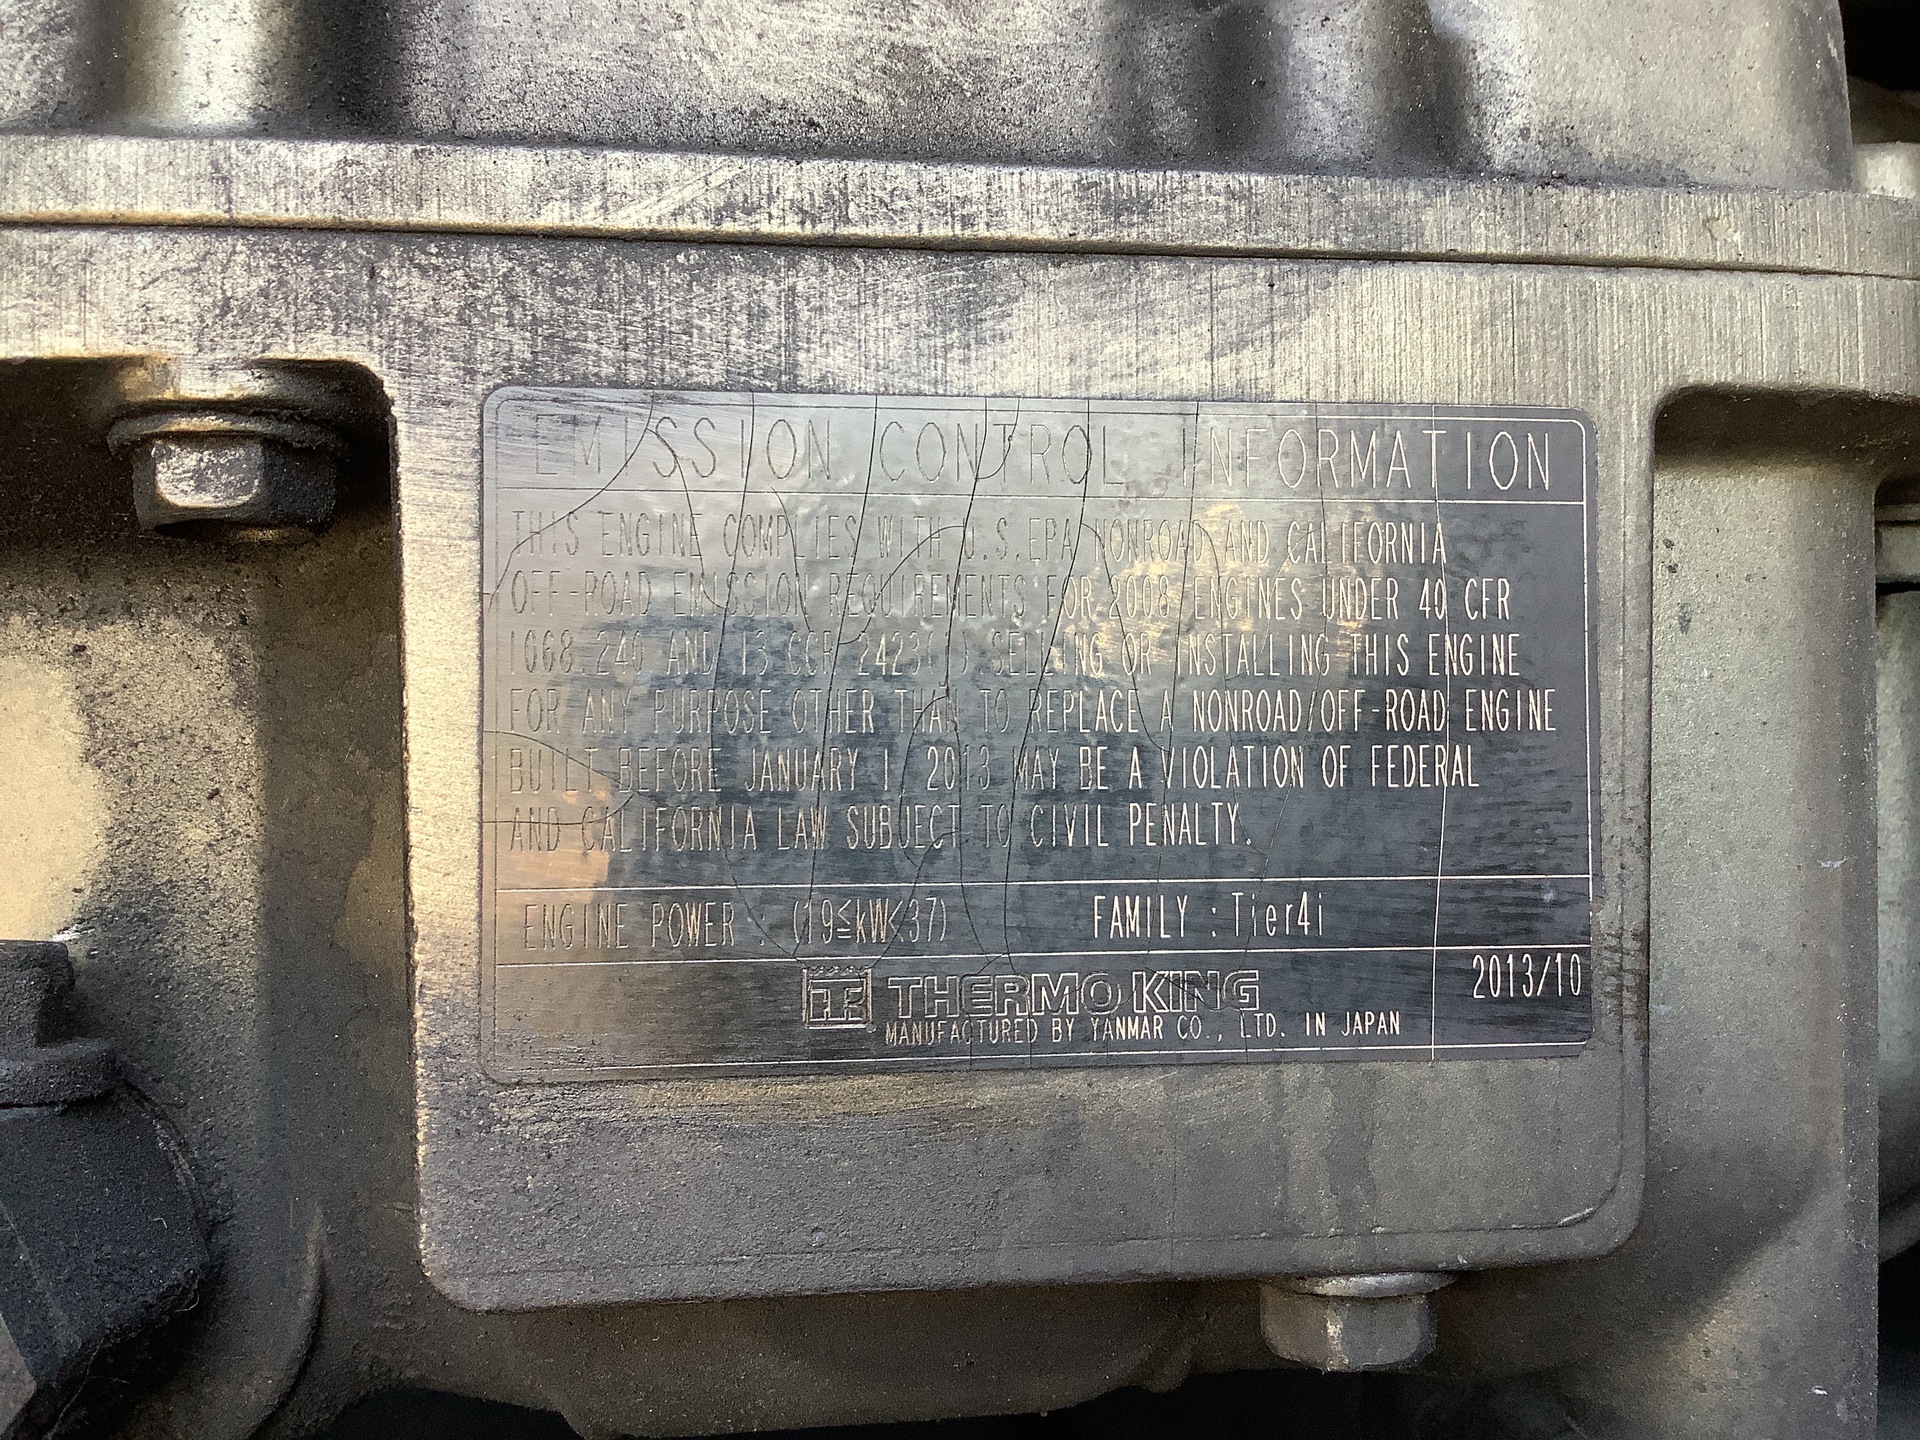 EMISSION CONTROL INFORMATION
THIS ENGINE COMPLIES WITH U.S.EPA NONROAD AND CALIFORNIA
OFF-ROAD EMISSION REQUIREMENTS FOR 2008 ENGINES UNDER 40 CFR
1068.240 AND 13 CCR SELLING OR INSTALLING THIS ENGINE
FOR ANY PURPOSE OTHER THAN TO REPLACE A NONROAD/OFF-ROAD ENGINE
BUILT BEFORE JANUARY 1, 2013 MAY BE A VIOLATION OF FEDERAL
AND CALIFORNIA LAW SUBJECT TO CIVIL PENALTY.
ENGINE POWER : (19≤kW<37) FAMILY : Tier4i
TK THERMO KING 2013/10
MANUFACTURED BY YANMAR CO., LTD. IN JAPAN